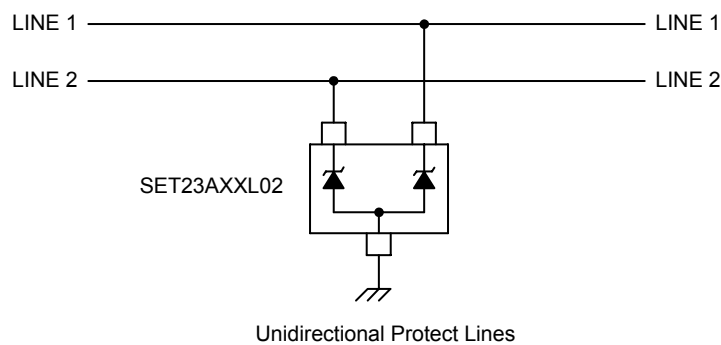 LINE 1 LINE 1
LINE 2 LINE 2
SET23AXXL02
Unidirectional Protect Lines